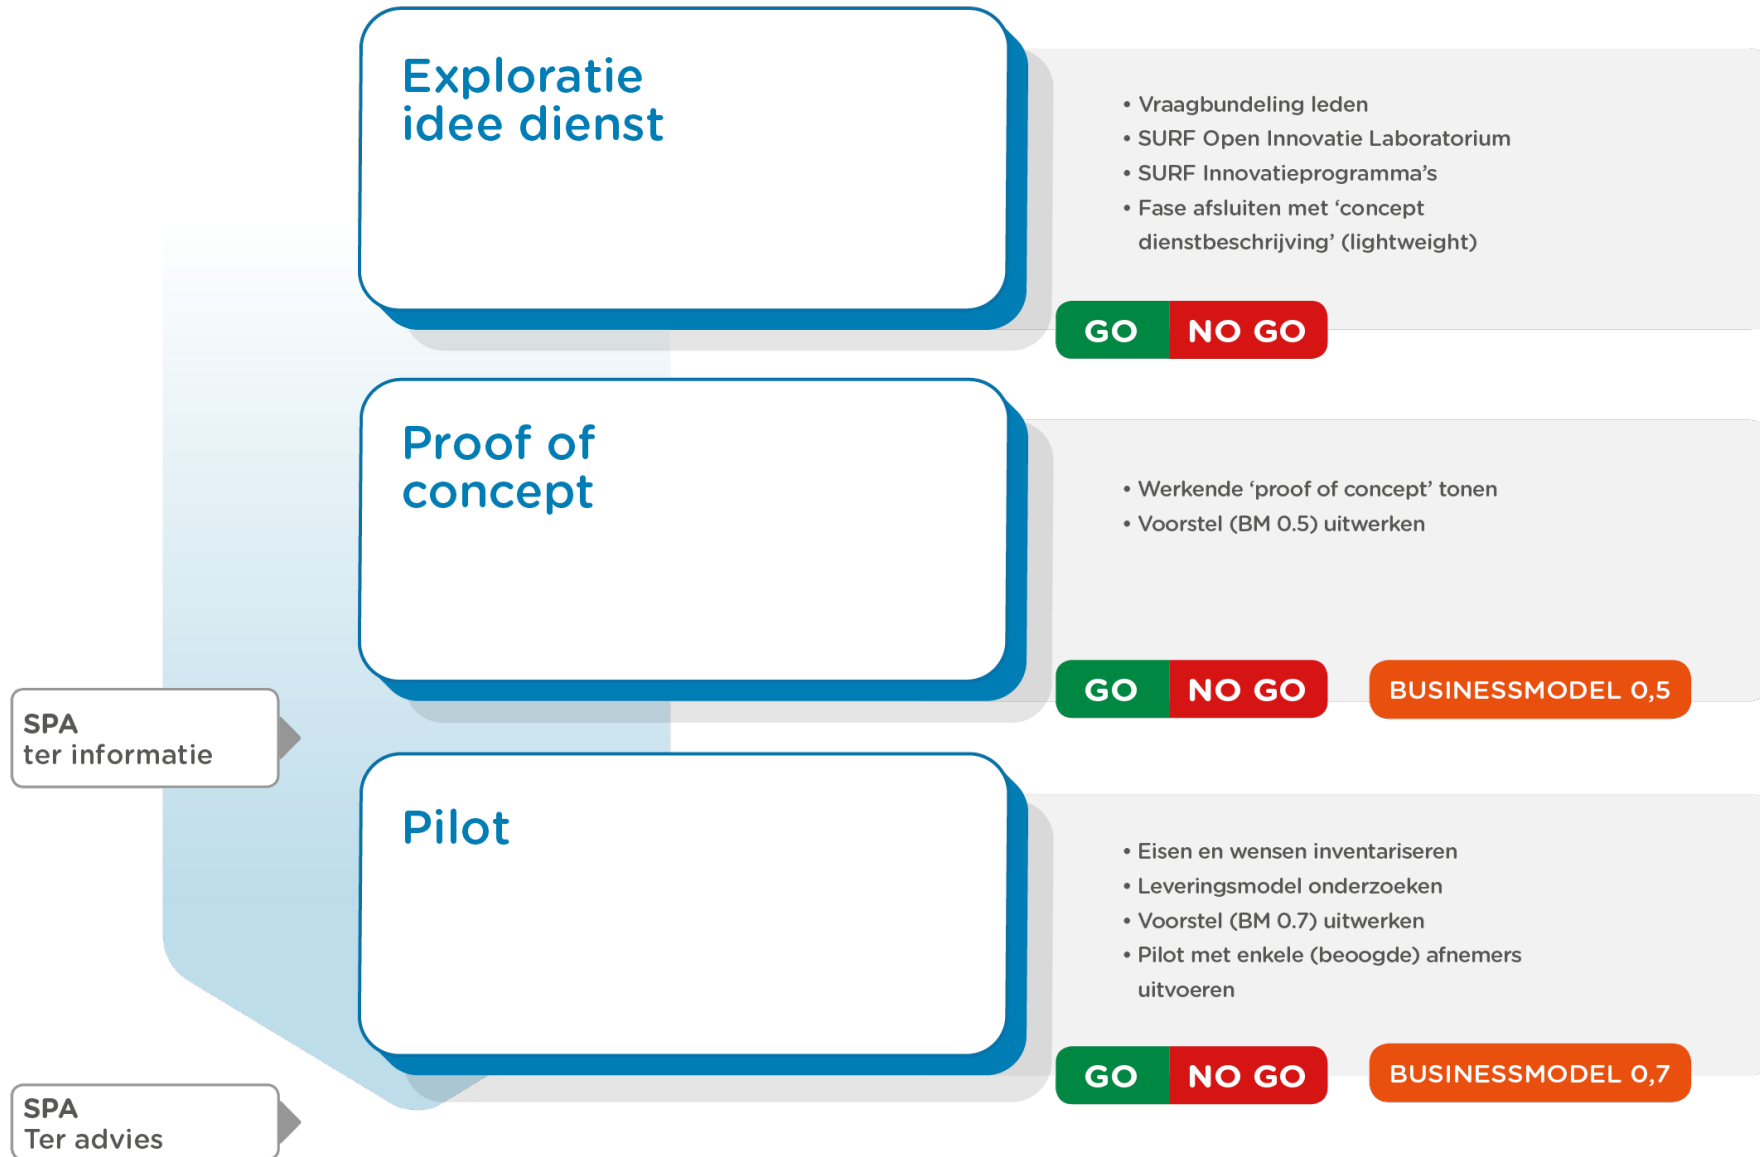 Exploratie
idee dienst
• Vraagbundeling leden
• SURF Open Innovatie Laboratorium
• SURF Innovatieprogramma’s
• Fase afsluiten met ‘concept
dienstbeschrijving’ (lightweight)
GO NO GO
Proof of
concept
• Werkende ‘proof of concept’ tonen
• Voorstel (BM 0.5) uitwerken
GO NO GO BUSINESSMODEL 0,5
SPA
ter informatie
Pilot
• Eisen en wensen inventariseren
• Leveringsmodel onderzoeken
• Voorstel (BM 0.7) uitwerken
• Pilot met enkele (beoogde) afnemers
uitvoeren
GO NO GO BUSINESSMODEL 0,7
SPA
Ter advies